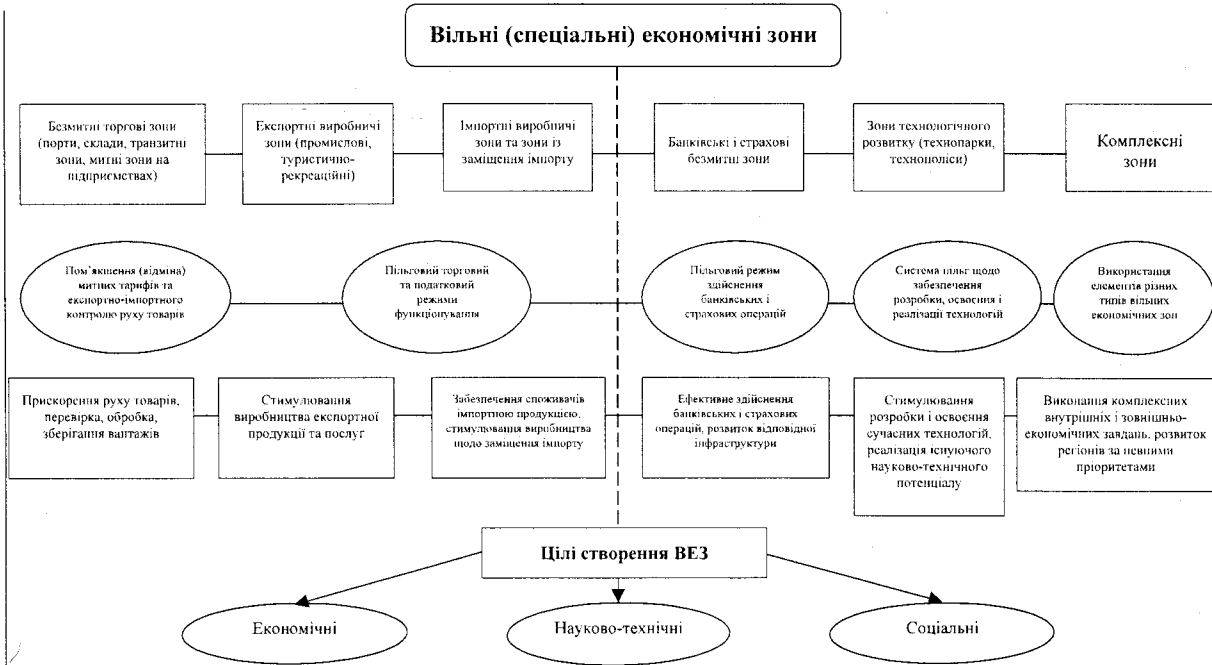 Вільні (спеціальні) економічні зони
Безмитні торгові зони
(порти, склади, транзитні
зони, митні зони на
підприємствах)
Експортні виробничі
зони (промислові,
туристично-
рекреаційні)
Імпортні виробничі
зони та зони із
заміщення імпорту
Банківські і страхові
безмитні зони
Зони технологічного
розвитку (технопарки,
технополіси)
Комплексні
зони
Пом'якшення (відміна)
митних тарифів та
експортно-імпортного
контролю руху товарів
Пільговий торговий
та податковий
режими
функціонування
Пільговий режим
здійснення
банківських і
страхових операцій
Система пільг щодо
забезпечення
розробки, освоєння і
реалізації технологій
Використання
елементів різних
типів вільних
економічних зон
Прискорення руху товарів,
перевірка, обробка,
зберігання вантажів
Стимулювання
виробництва експортної
продукції та послуг
Забезпечення споживачів
імпортною продукцією,
стимулювання виробництва
щодо заміщення імпорту
Ефективне здійснення
банківських і страхових
операцій, розвиток відповідної
інфраструктури
Стимулювання
розробки і освоєння
сучасних технологій,
реалізація існуючого
науково-технічного
потенціалу
Виконання комплексних
внутрішніх і зовнішньо-
економічних завдань, розвиток
регіонів за певними
пріоритетами
Цілі створення ВЕЗ
Економічні
Науково-технічні
Соціальні